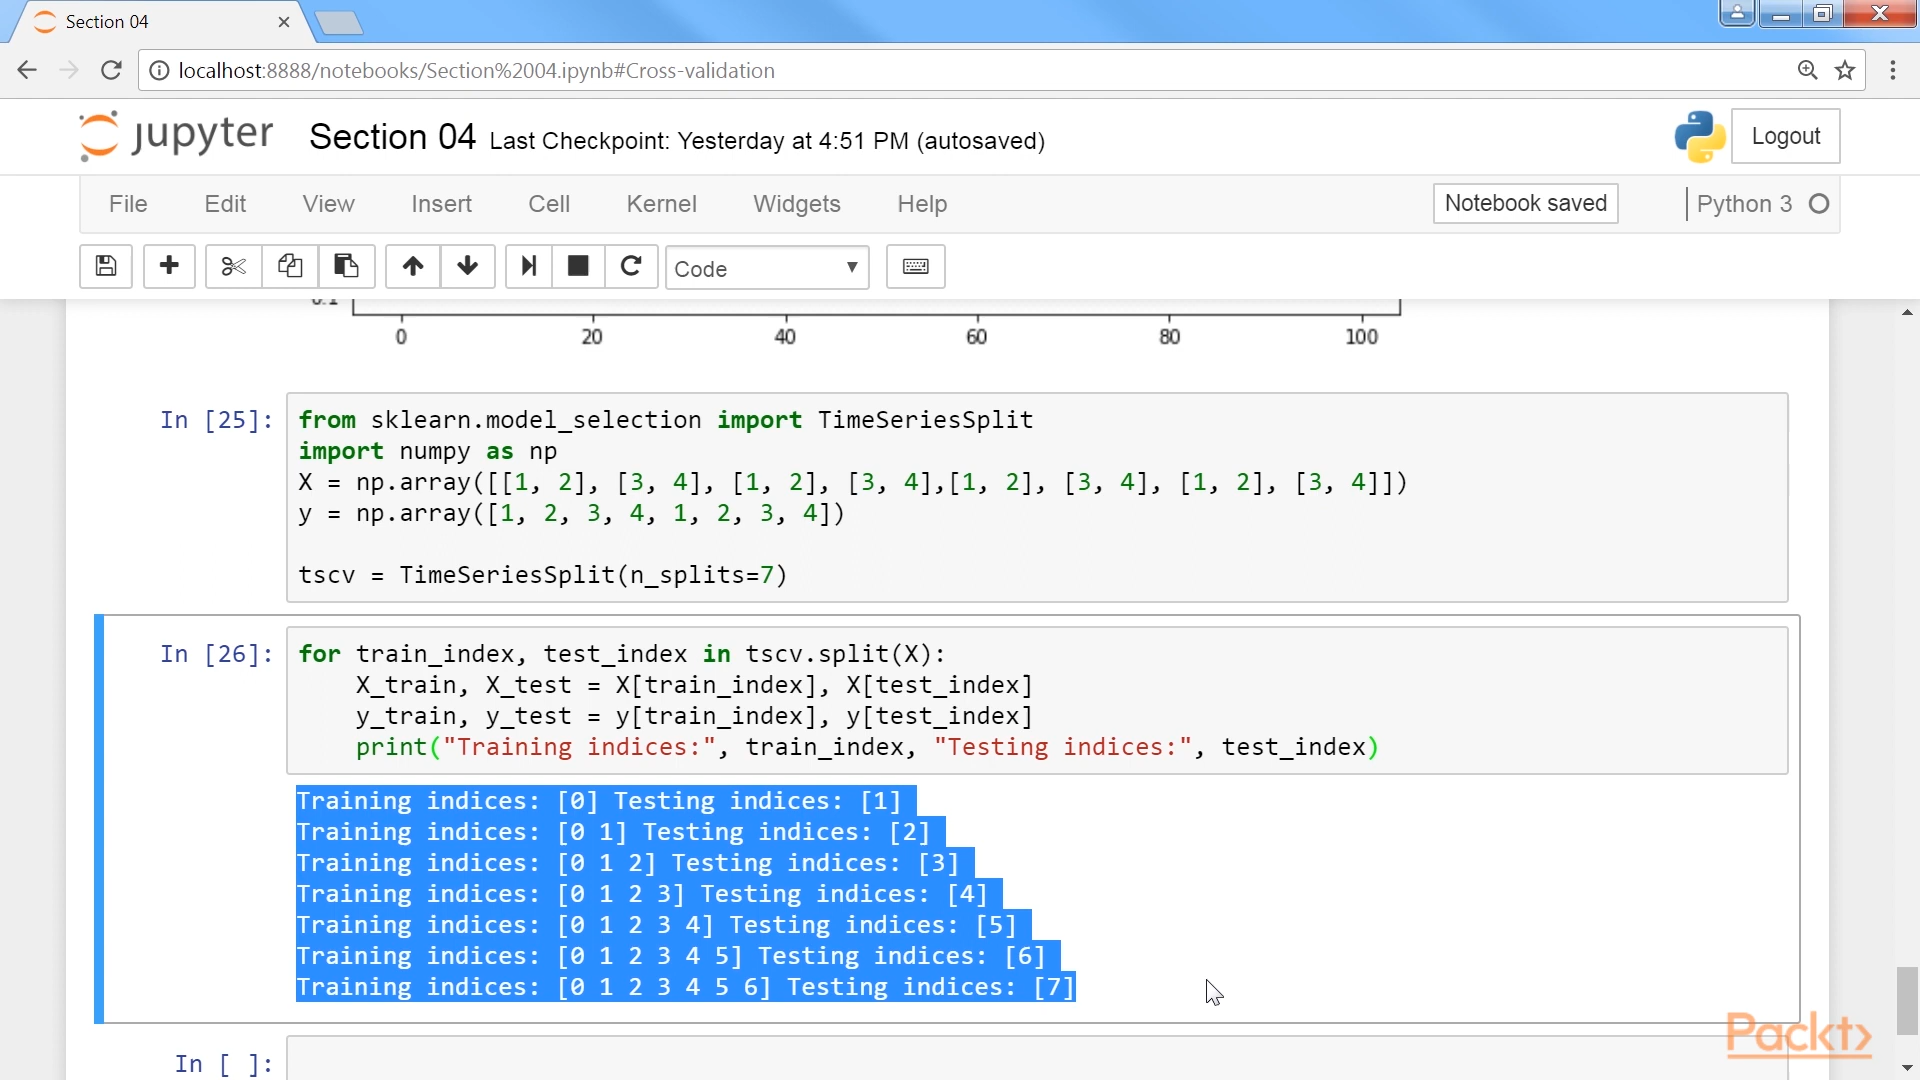 Section 04
localhost:8888/notebooks/Section%2004.ipynb#Cross-validation
jupyter Section 04 Last Checkpoint: Yesterday at 4:51 PM (autosaved) Logout
File Edit View Insert Cell Kernel Widgets Help Notebook saved Python 3
Code
0.1
0 20 40 60 80 100
In [25]: from sklearn.model_selection import TimeSeriesSplit
import numpy as np
X = np.array([[1, 2], [3, 4], [1, 2], [3, 4],[1, 2], [3, 4], [1, 2], [3, 4]])
y = np.array([1, 2, 3, 4, 1, 2, 3, 4])
tscv = TimeSeriesSplit(n_splits=7)
In [26]: for train_index, test_index in tscv.split(X):
X_train, X_test = X[train_index], X[test_index]
y_train, y_test = y[train_index], y[test_index]
print("Training indices:", train_index, "Testing indices:", test_index)
Training indices: [0] Testing indices: [1]
Training indices: [0 1] Testing indices: [2]
Training indices: [0 1 2] Testing indices: [3]
Training indices: [0 1 2 3] Testing indices: [4]
Training indices: [0 1 2 3 4] Testing indices: [5]
Training indices: [0 1 2 3 4 5] Testing indices: [6]
Training indices: [0 1 2 3 4 5 6] Testing indices: [7]
Packt>
In [ ]: